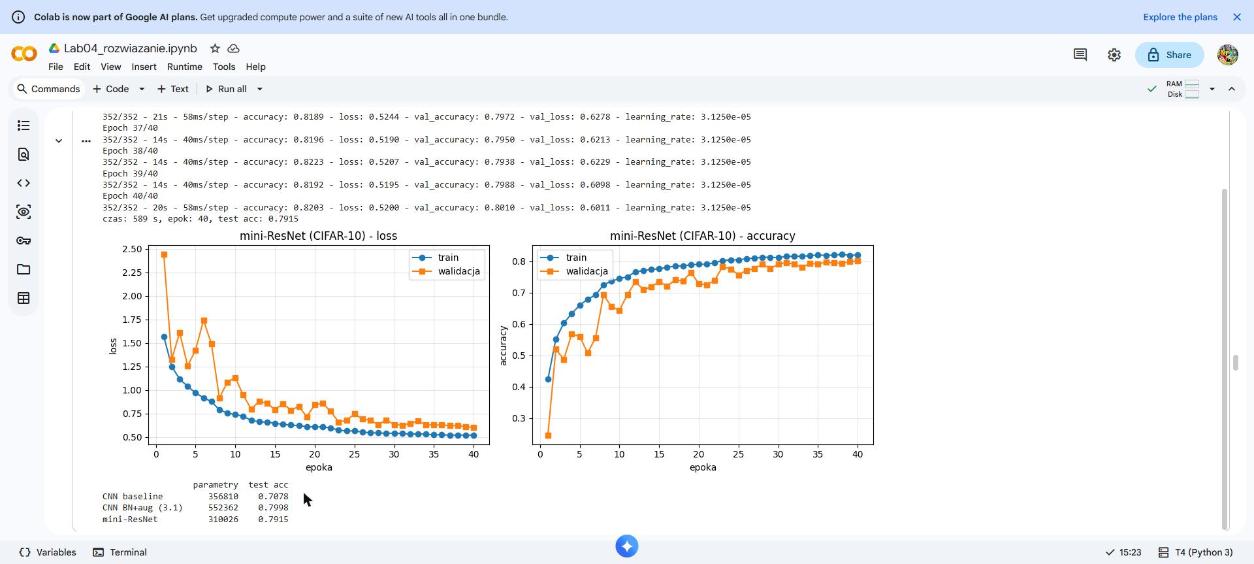 Colab is now part of Google AI plans. Get upgraded compute power and a suite of new AI tools all in one bundle. Explore the plans
Lab04_rozwiazanie.ipynb
File Edit View Insert Runtime Tools Help
Share
Commands + Code + Text Run all
RAM
Disk
352/352 - 21s - 58ms/step - accuracy: 0.8189 - loss: 0.5244 - val_accuracy: 0.7972 - val_loss: 0.6278 - learning_rate: 3.1250e-05
Epoch 37/40
352/352 - 14s - 40ms/step - accuracy: 0.8196 - loss: 0.5190 - val_accuracy: 0.7950 - val_loss: 0.6213 - learning_rate: 3.1250e-05
Epoch 38/40
352/352 - 14s - 40ms/step - accuracy: 0.8223 - loss: 0.5207 - val_accuracy: 0.7938 - val_loss: 0.6229 - learning_rate: 3.1250e-05
Epoch 39/40
352/352 - 14s - 40ms/step - accuracy: 0.8192 - loss: 0.5195 - val_accuracy: 0.7988 - val_loss: 0.6098 - learning_rate: 3.1250e-05
Epoch 40/40
352/352 - 20s - 58ms/step - accuracy: 0.8203 - loss: 0.5200 - val_accuracy: 0.8010 - val_loss: 0.6011 - learning_rate: 3.1250e-05
czas: 589 s, epok: 40, test acc: 0.7915
mini-ResNet (CIFAR-10) - loss
2.50
2.25
2.00
1.75
1.50
1.25
1.00
0.75
0.50
loss
train
walidacja
0 5 10 15 20 25 30 35 40
epoka
mini-ResNet (CIFAR-10) - accuracy
0.8
0.7
0.6
0.5
0.4
0.3
accuracy
train
walidacja
0 5 10 15 20 25 30 35 40
epoka
parametry test acc
CNN baseline 356810 0.7078
CNN BN+aug (3.1) 552362 0.7998
mini-ResNet 310026 0.7915
Variables Terminal
15:23 T4 (Python 3)